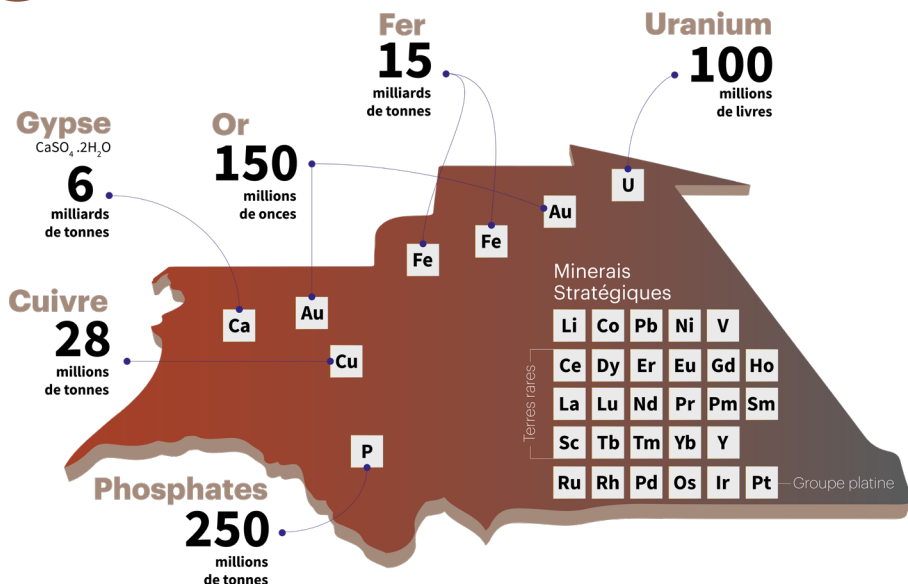 Fer
15
milliards
de tonnes
Uranium
100
millions
de livres
Gypse
CaSO₄ .2H₂O
6
milliards
de tonnes
Or
150
millions
de onces
Cuivre
28
millions
de tonnes
Phosphates
250
millions
de tonnes
U
Au
Fe
Fe
Ca
Au
Cu
P
Minerais
Stratégiques
Li Co Pb Ni V
Terres rares
Ce Dy Er Eu Gd Ho
La Lu Nd Pr Pm Sm
Sc Tb Tm Yb Y
Ru Rh Pd Os Ir Pt
Groupe platine